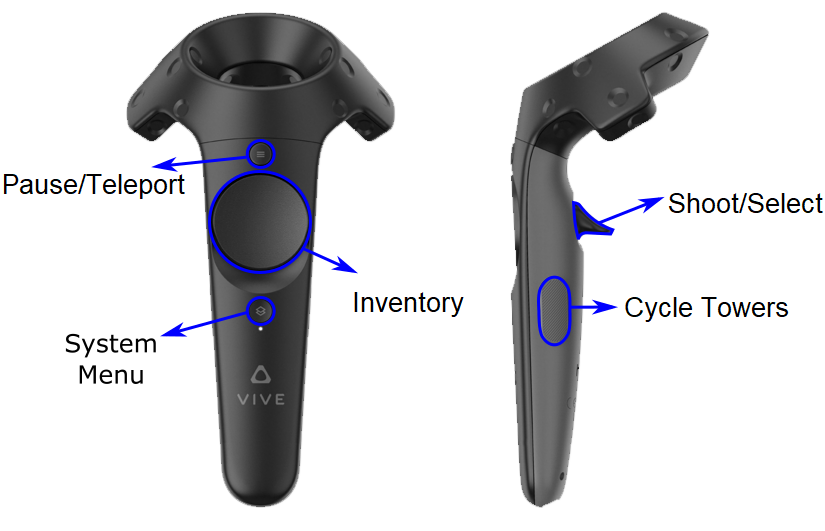 Pause/Teleport
Shoot/Select
Inventory
Cycle Towers
System
Menu
VIVE